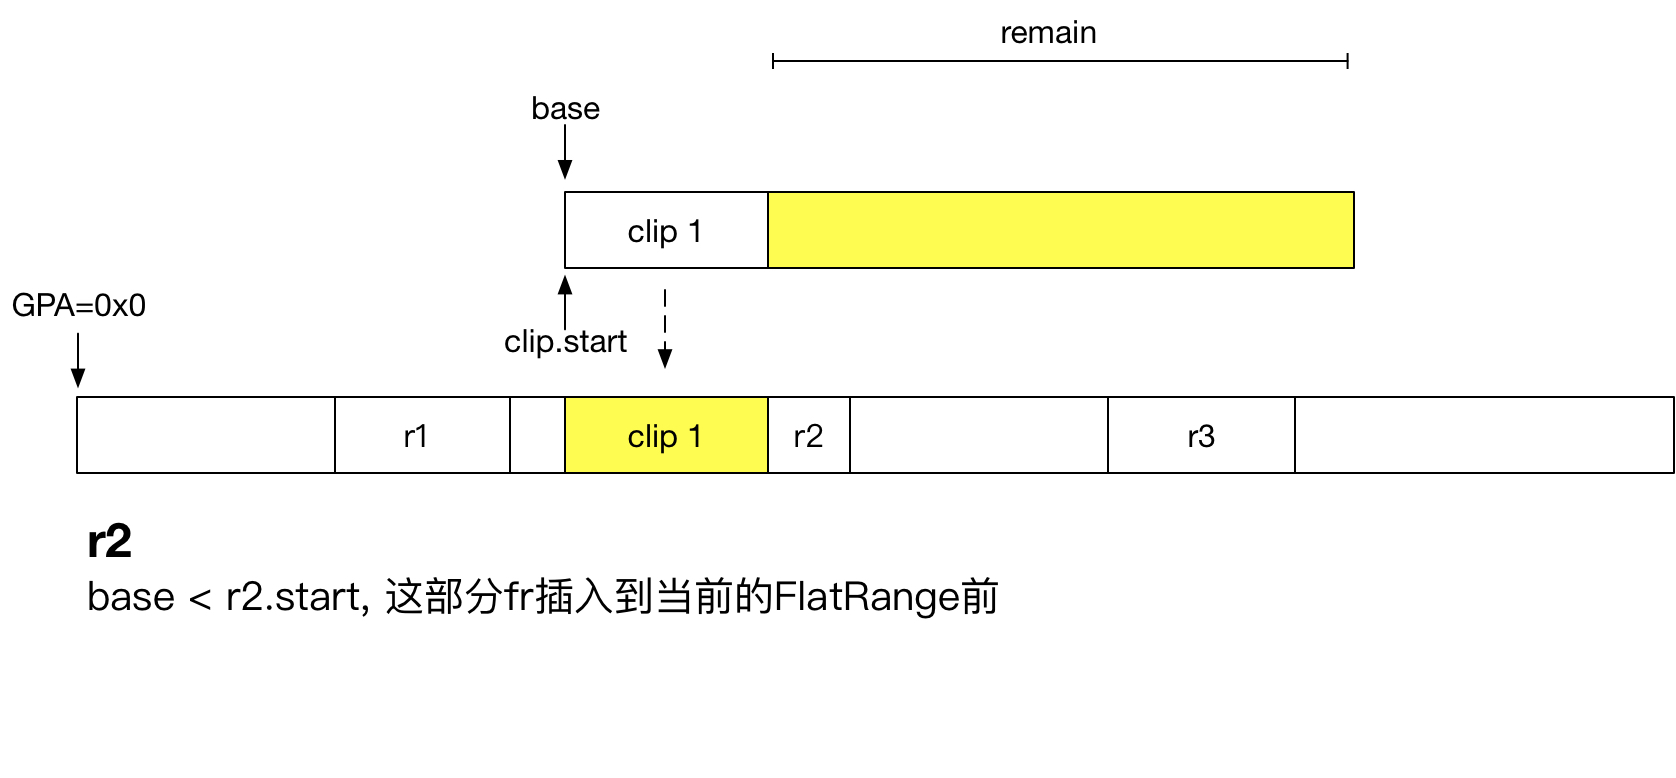 remain
base
clip 1
GPA=0x0
clip.start
r1
clip 1
r2
r3
r2
base < r2.start, 这部分fr插入到当前的FlatRange前